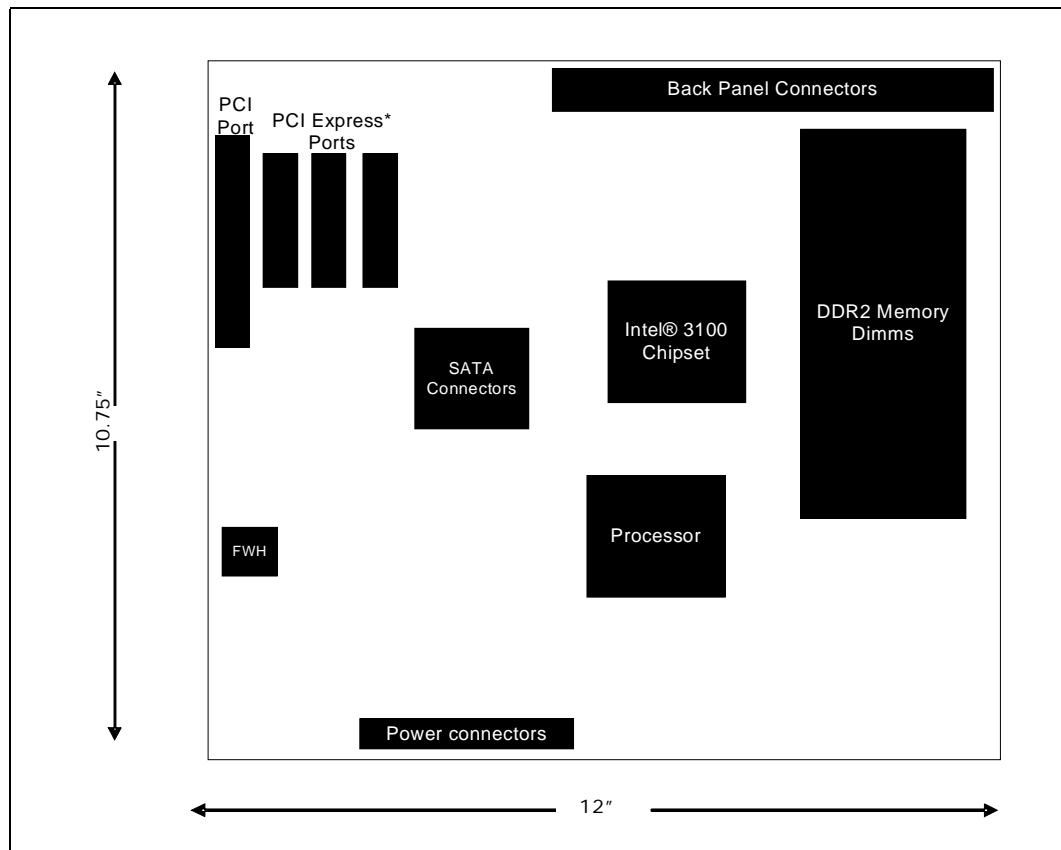 Back Panel Connectors
PCI
Port
PCI Express*
Ports
DDR2 Memory
Dimms
Intel® 3100
Chipset
SATA
Connectors
10.75”
Processor
FWH
Power connectors
12”